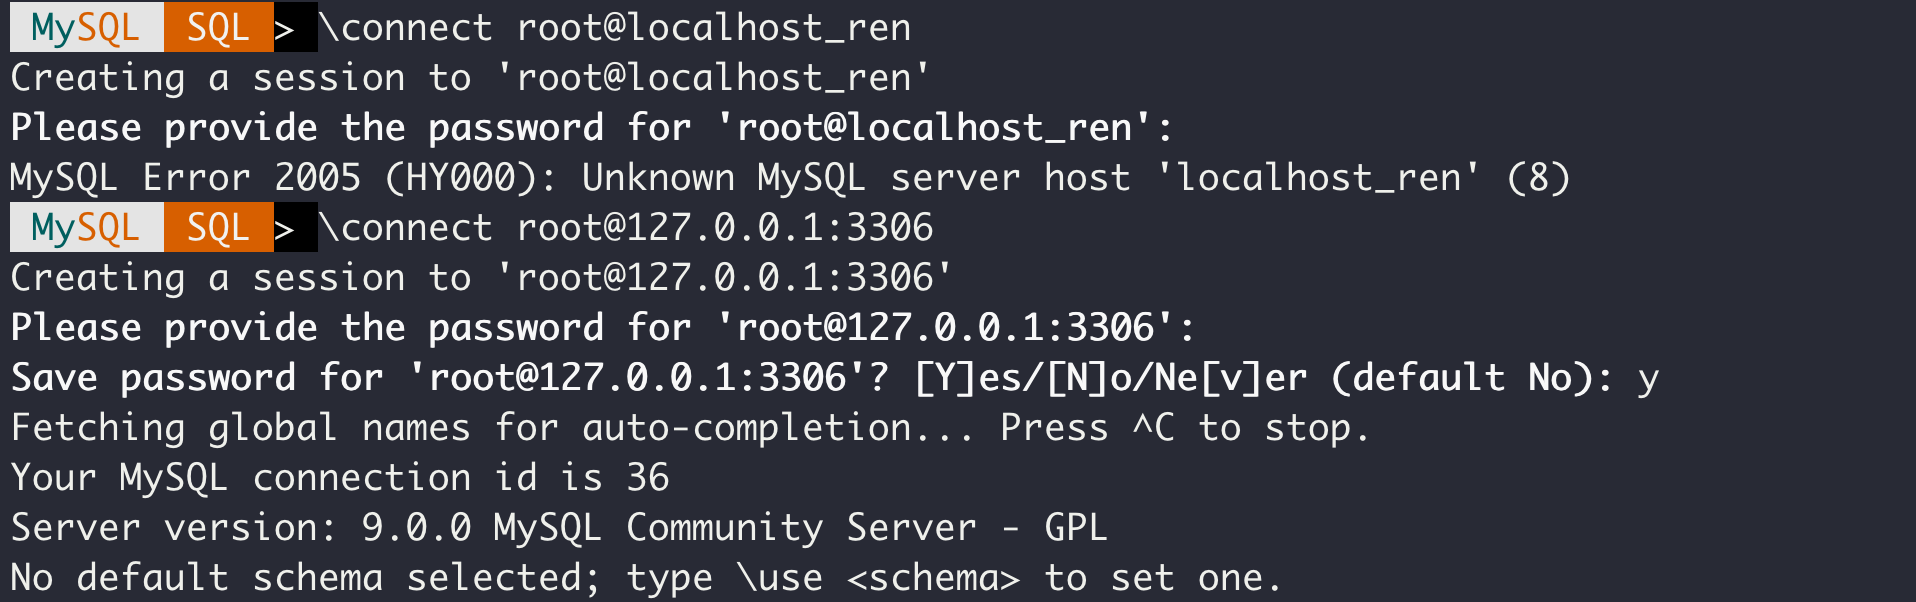 MySQL SQL > \connect root@localhost_ren
Creating a session to 'root@localhost_ren'
Please provide the password for 'root@localhost_ren':
MySQL Error 2005 (HY000): Unknown MySQL server host 'localhost_ren' (8)
MySQL SQL > \connect root@127.0.0.1:3306
Creating a session to 'root@127.0.0.1:3306'
Please provide the password for 'root@127.0.0.1:3306':
Save password for 'root@127.0.0.1:3306'? [Y]es/[N]o/Ne[v]er (default No): y
Fetching global names for auto-completion... Press ^C to stop.
Your MySQL connection id is 36
Server version: 9.0.0 MySQL Community Server - GPL
No default schema selected; type \use <schema> to set one.